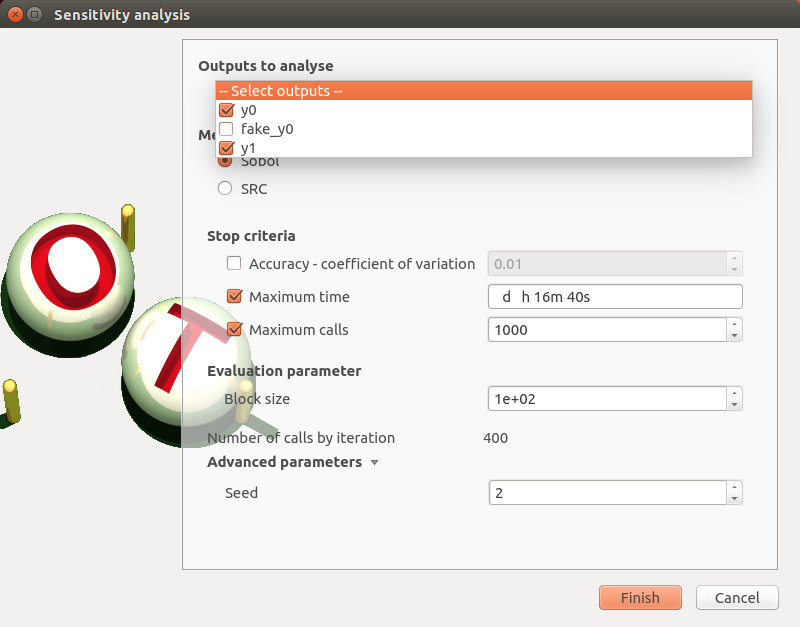 Sensitivity analysis
Outputs to analyse
-- Select outputs --
y0
fake_y0
y1
Me
Sobol
SRC
Stop criteria
Accuracy - coefficient of variation 0.01
Maximum time d h 16m 40s
Maximum calls 1000
Evaluation parameter
Block size 1e+02
Number of calls by iteration 400
Advanced parameters
Seed 2
O
T
Finish Cancel